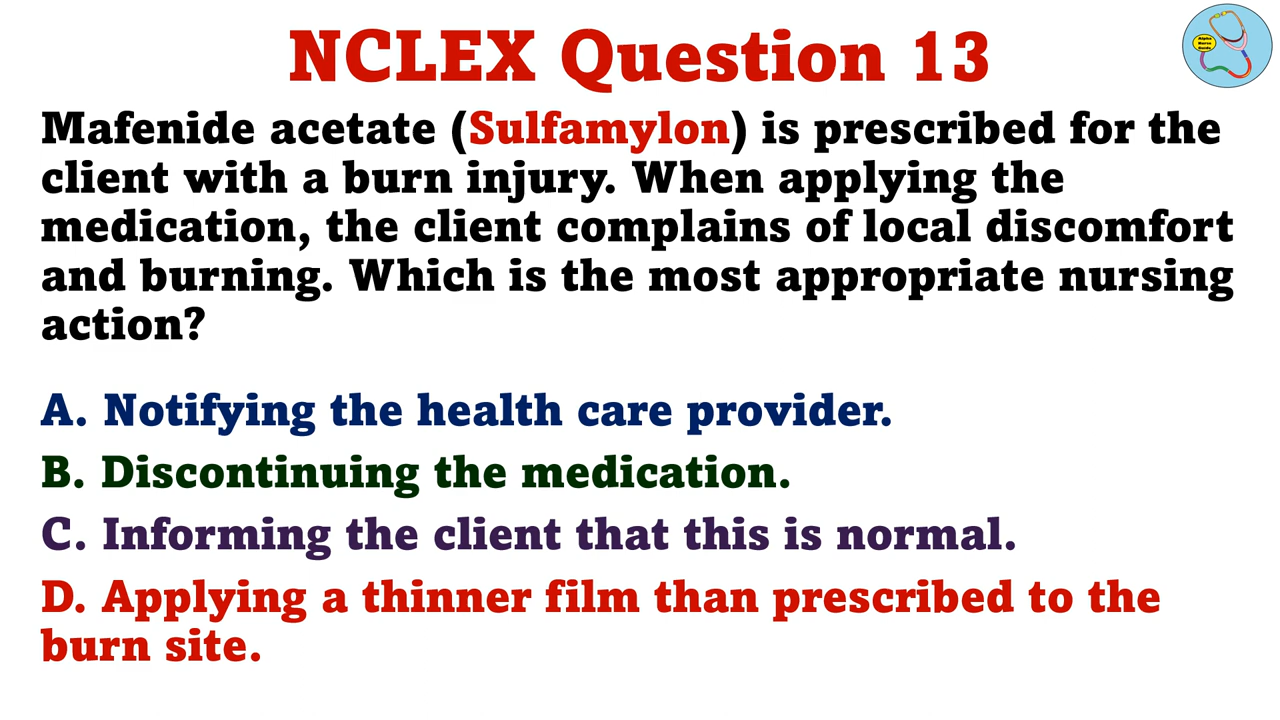 NCLEX Question 13
Mafenide acetate (Sulfamylon) is prescribed for the
client with a burn injury. When applying the
medication, the client complains of local discomfort
and burning. Which is the most appropriate nursing
action?
A. Notifying the health care provider.
B. Discontinuing the medication.
C. Informing the client that this is normal.
D. Applying a thinner film than prescribed to the
burn site.